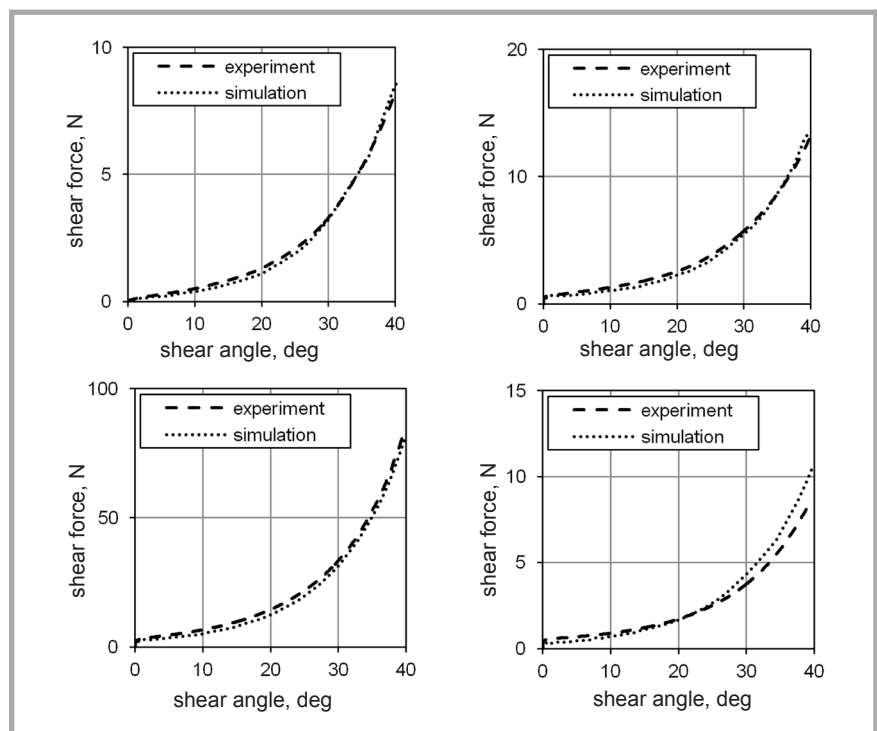 10
experiment
simulation
5
0
shear force, N
0 10 20 30 40
shear angle, deg
20
experiment
simulation
10
0
shear force, N
0 10 20 30 40
shear angle, deg
100
experiment
simulation
50
0
shear force, N
0 10 20 30 40
shear angle, deg
15
experiment
simulation
10
5
0
shear force, N
0 10 20 30 40
shear angle, deg